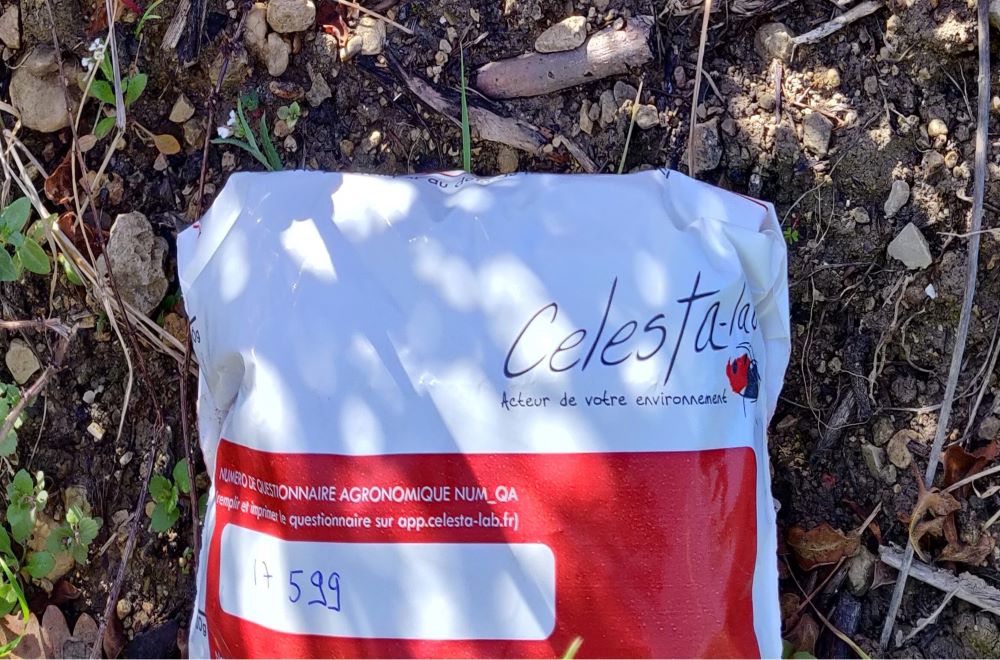 Celesta-lab
Acteur de votre environnement
NUMERO DE QUESTIONNAIRE AGRONOMIQUE NUM_QA
remplir et imprimer le questionnaire sur app.celesta-lab.fr)
17 599